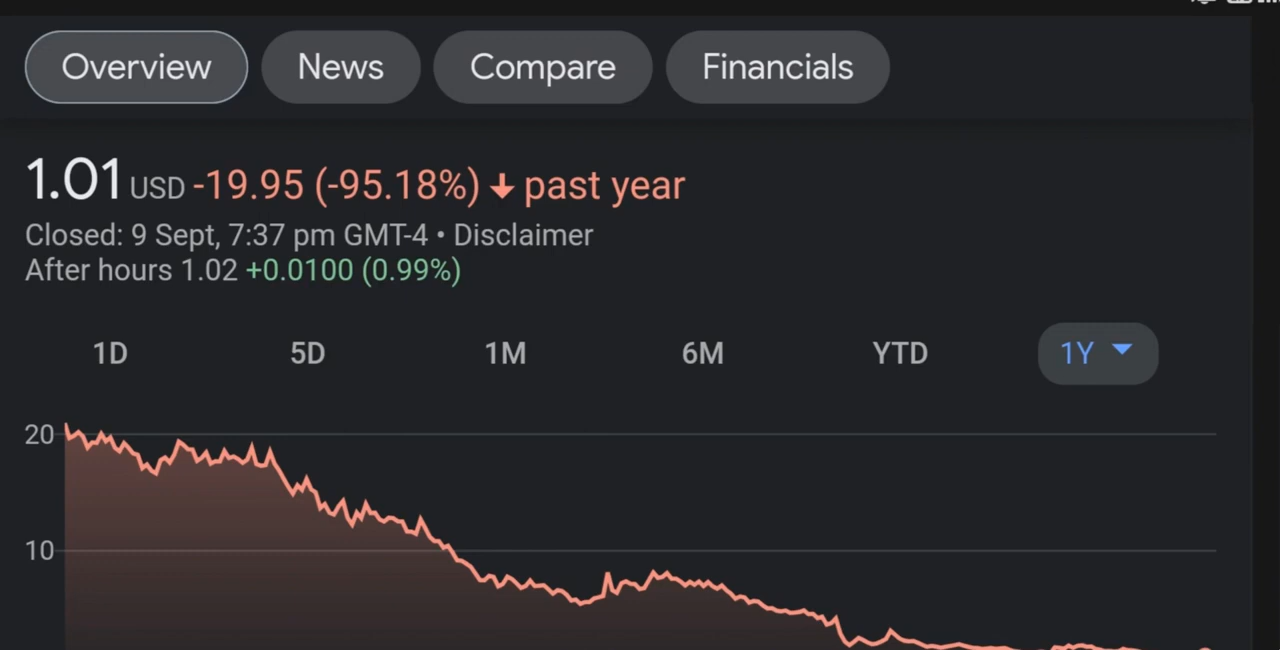 Overview News Compare Financials
1.01 USD -19.95 (-95.18%) ↓ past year
Closed: 9 Sept, 7:37 pm GMT-4 • Disclaimer
After hours 1.02 +0.0100 (0.99%)
1D 5D 1M 6M YTD 1Y
20
10